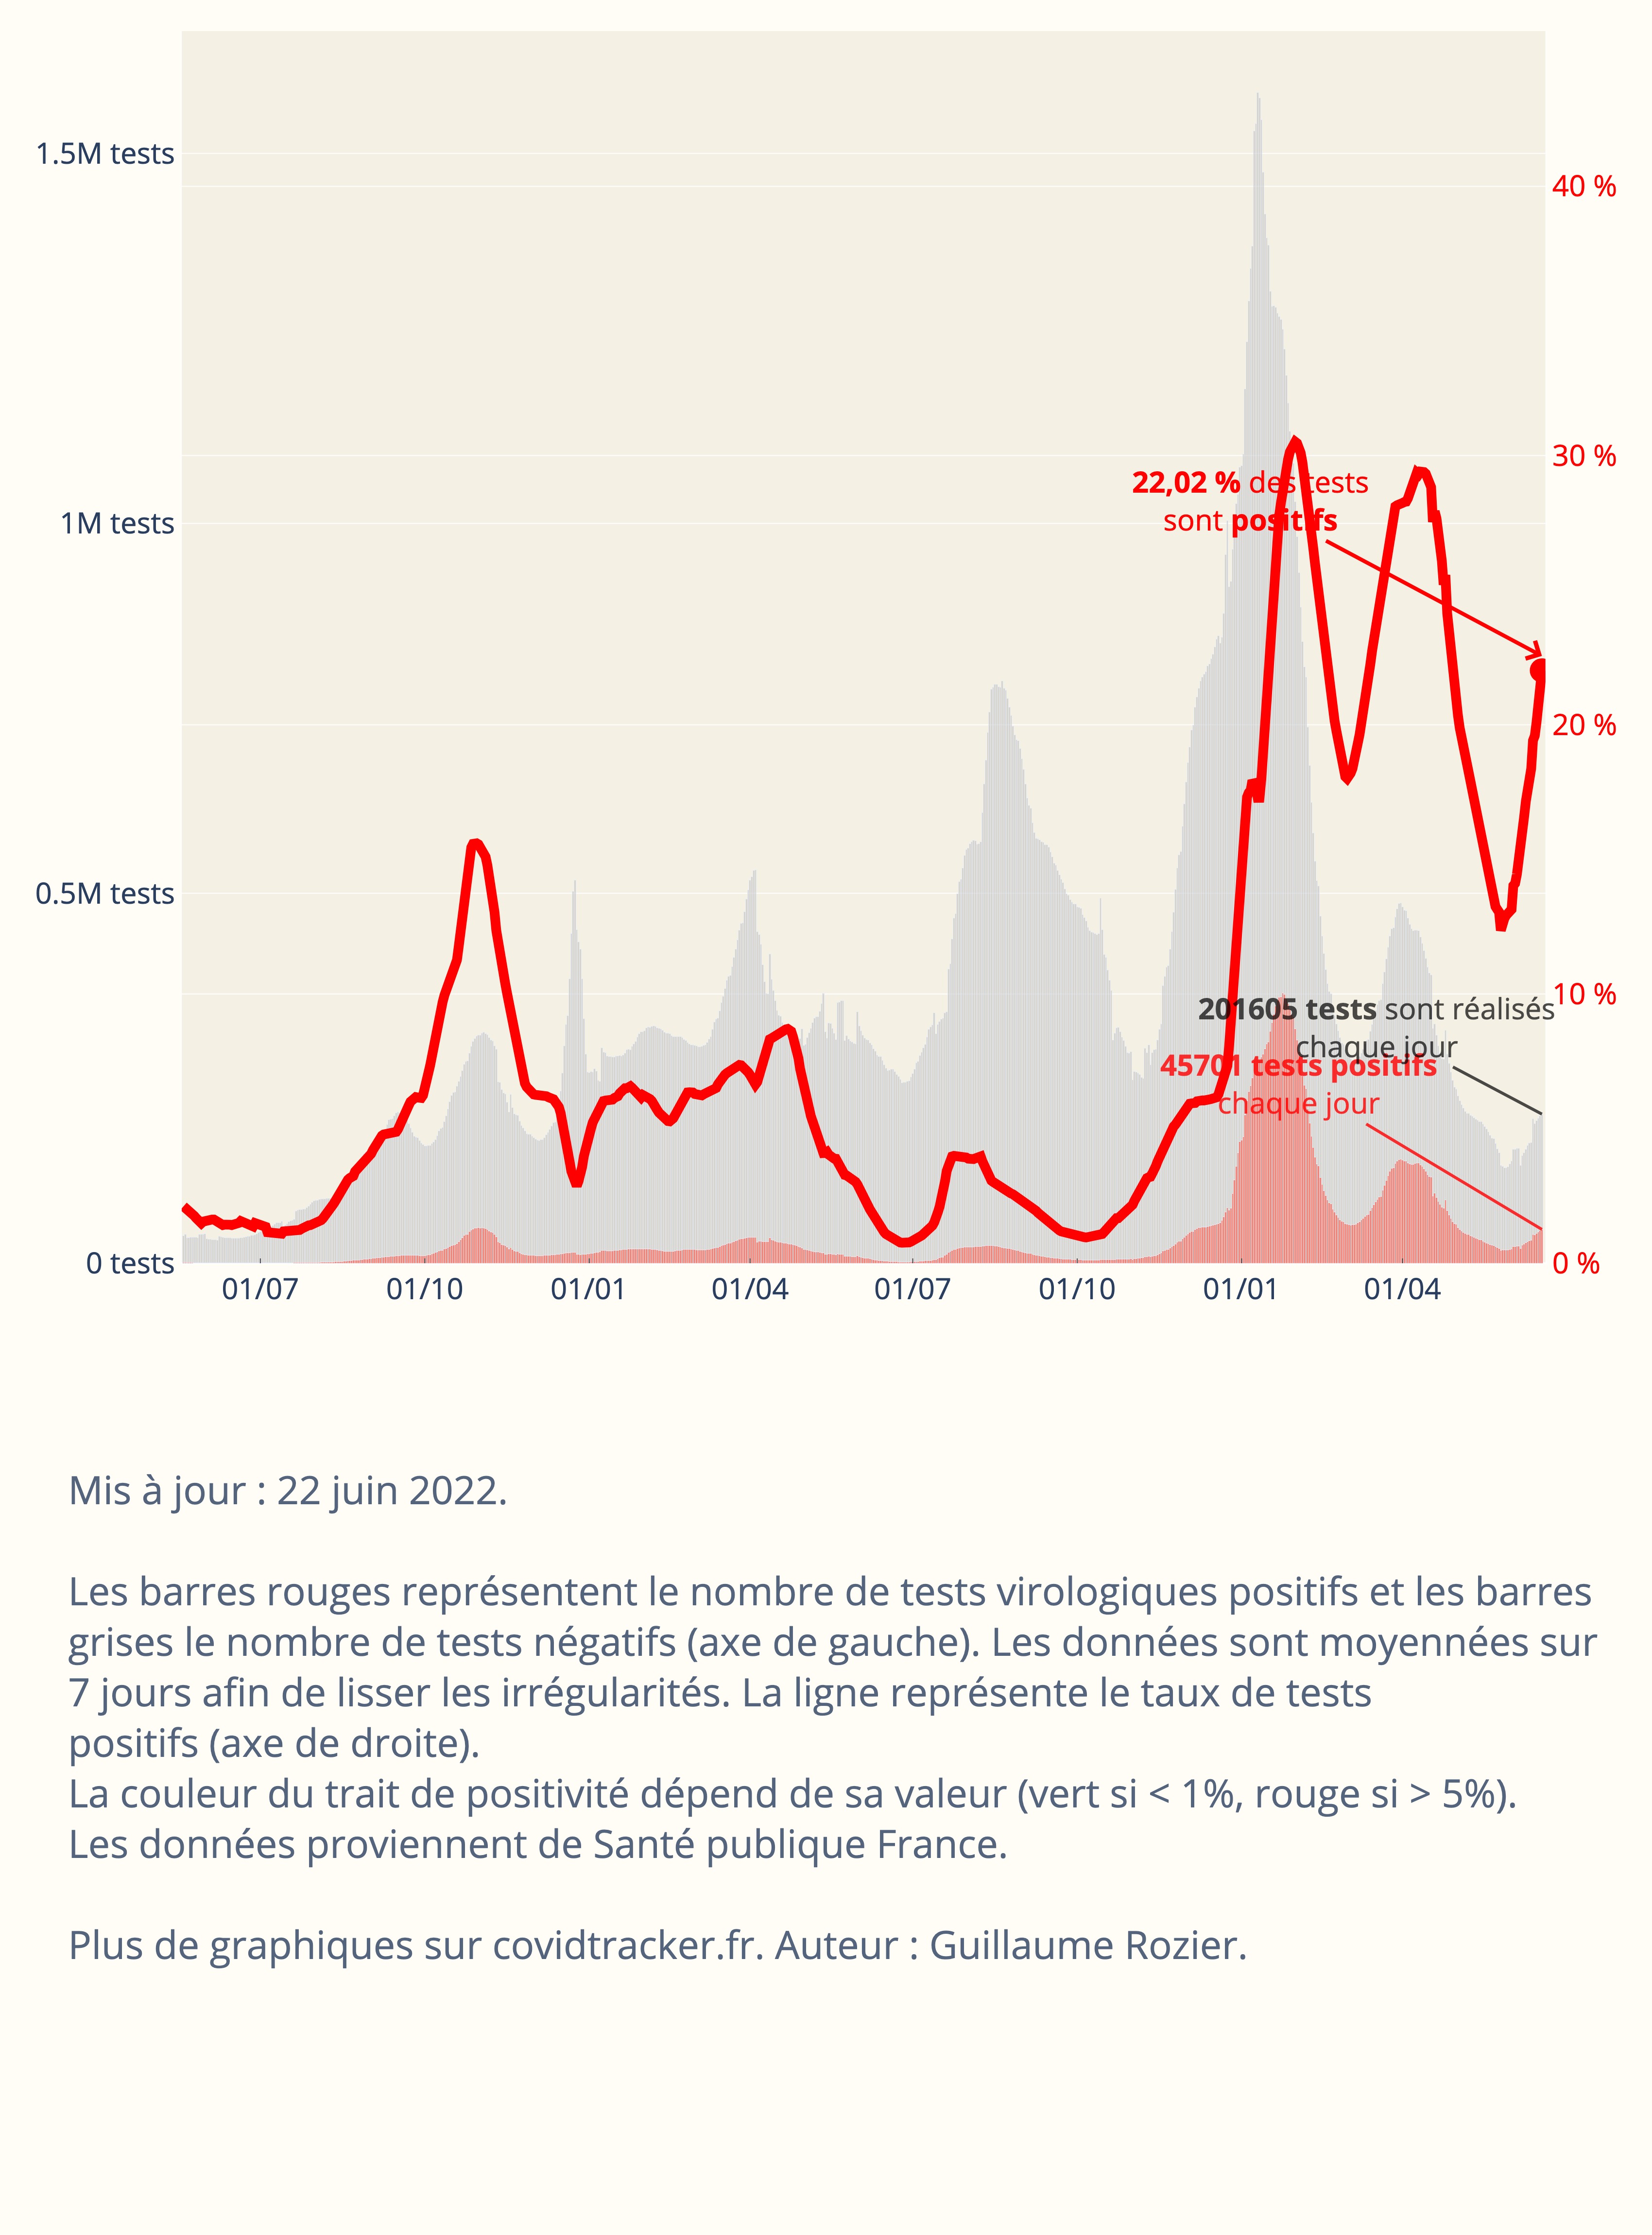 1.5M tests
40 %
30 %
22,02 % des tests
sont positifs
1M tests
20 %
0.5M tests
10 %
201605 tests sont réalisés
chaque jour
45701 tests positifs
chaque jour
0 tests
0 %
01/07
01/10
01/01
01/04
01/07
01/10
01/01
01/04
Mis à jour : 22 juin 2022.
Les barres rouges représentent le nombre de tests virologiques positifs et les barres
grises le nombre de tests négatifs (axe de gauche). Les données sont moyennées sur
7 jours afin de lisser les irrégularités. La ligne représente le taux de tests
positifs (axe de droite).
La couleur du trait de positivité dépend de sa valeur (vert si < 1%, rouge si > 5%).
Les données proviennent de Santé publique France.
Plus de graphiques sur covidtracker.fr. Auteur : Guillaume Rozier.